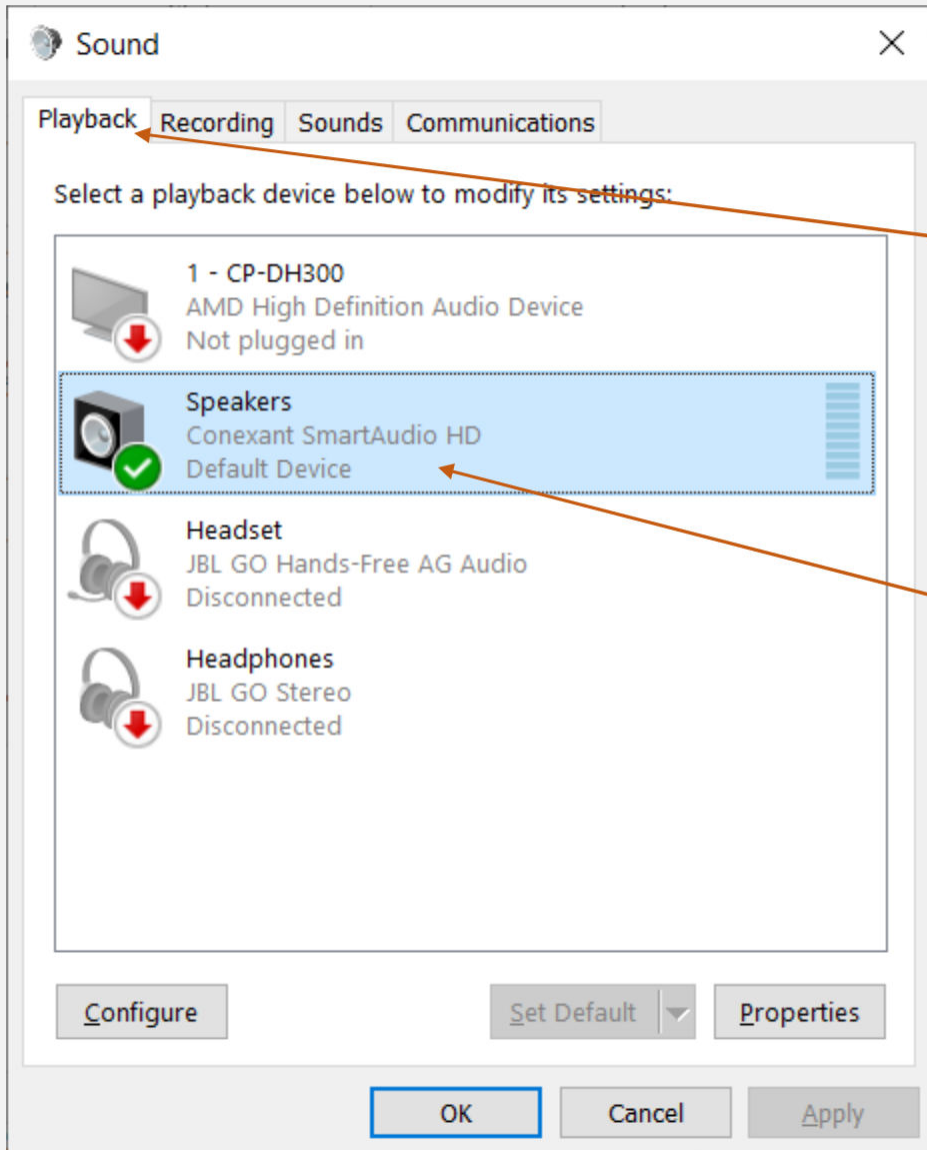 Sound
Playback Recording Sounds Communications
Select a playback device below to modify its settings:
1 - CP-DH300
AMD High Definition Audio Device
Not plugged in
Speakers
Conexant SmartAudio HD
Default Device
Headset
JBL GO Hands-Free AG Audio
Disconnected
Headphones
JBL GO Stereo
Disconnected
Configure Set Default Properties
OK Cancel Apply